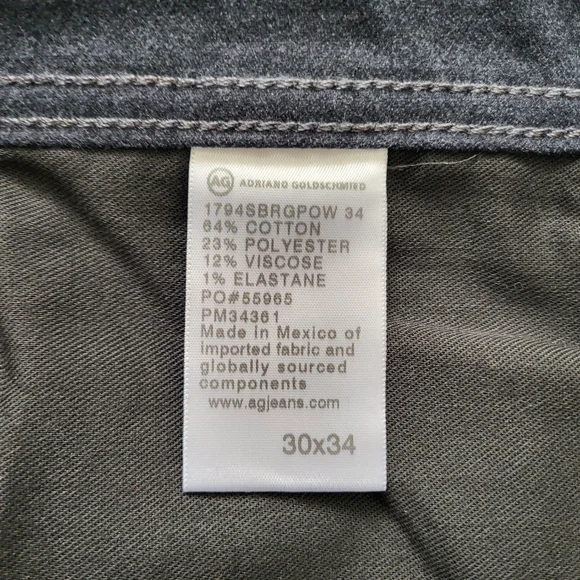 AG ADRIANO GOLDSCHMIED
1794SBRGPOW 34
64% COTTON
23% POLYESTER
12% VISCOSE
1% ELASTANE
PO#55965
PM34361
Made in Mexico of
imported fabric and
globally sourced
components
www.agjeans.com
30x34